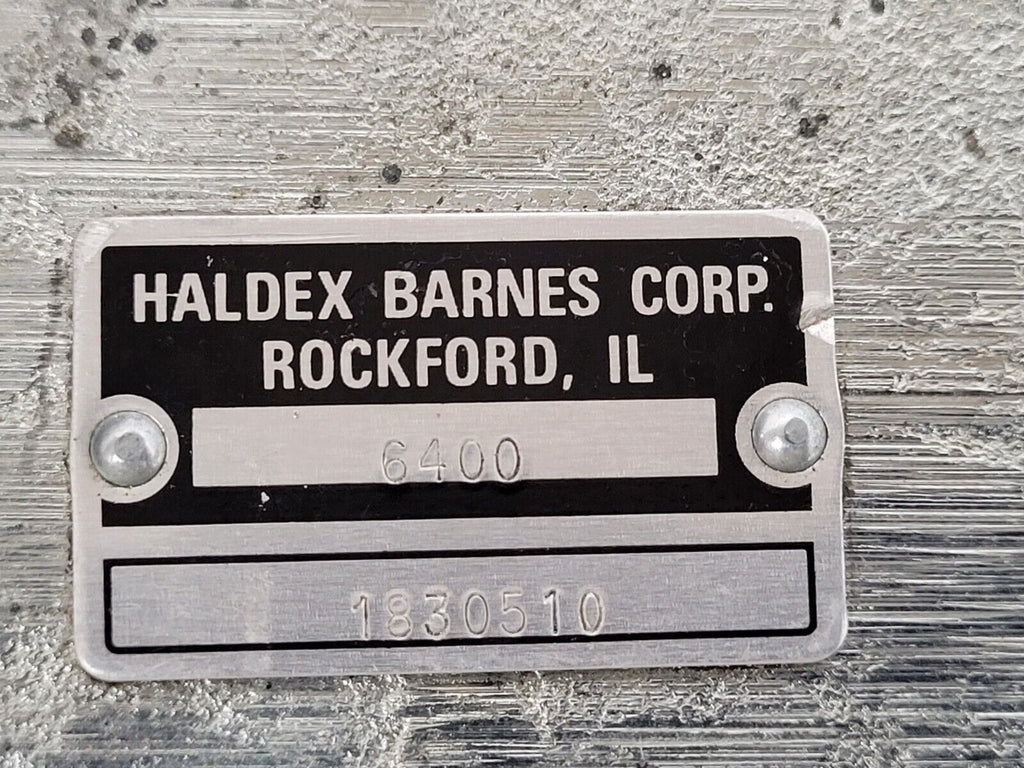 HALDEX BARNES CORP.
ROCKFORD, IL
6400
1830510